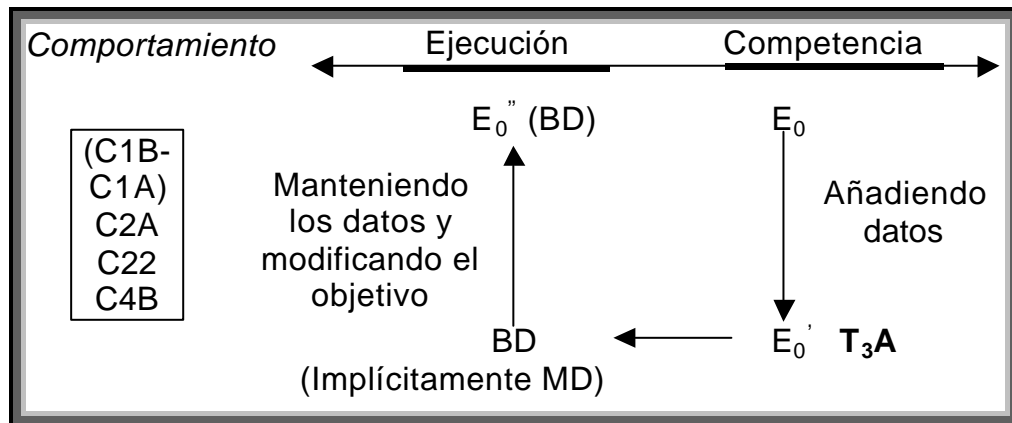 Comportamiento
Ejecución
Competencia
(C1B-
C1A)
C2A
C22
C4B
E₀” (BD)
E₀
Manteniendo
los datos y
modificando el
objetivo
Añadiendo
datos
BD
(Implícitamente MD)
E₀’ T₃A